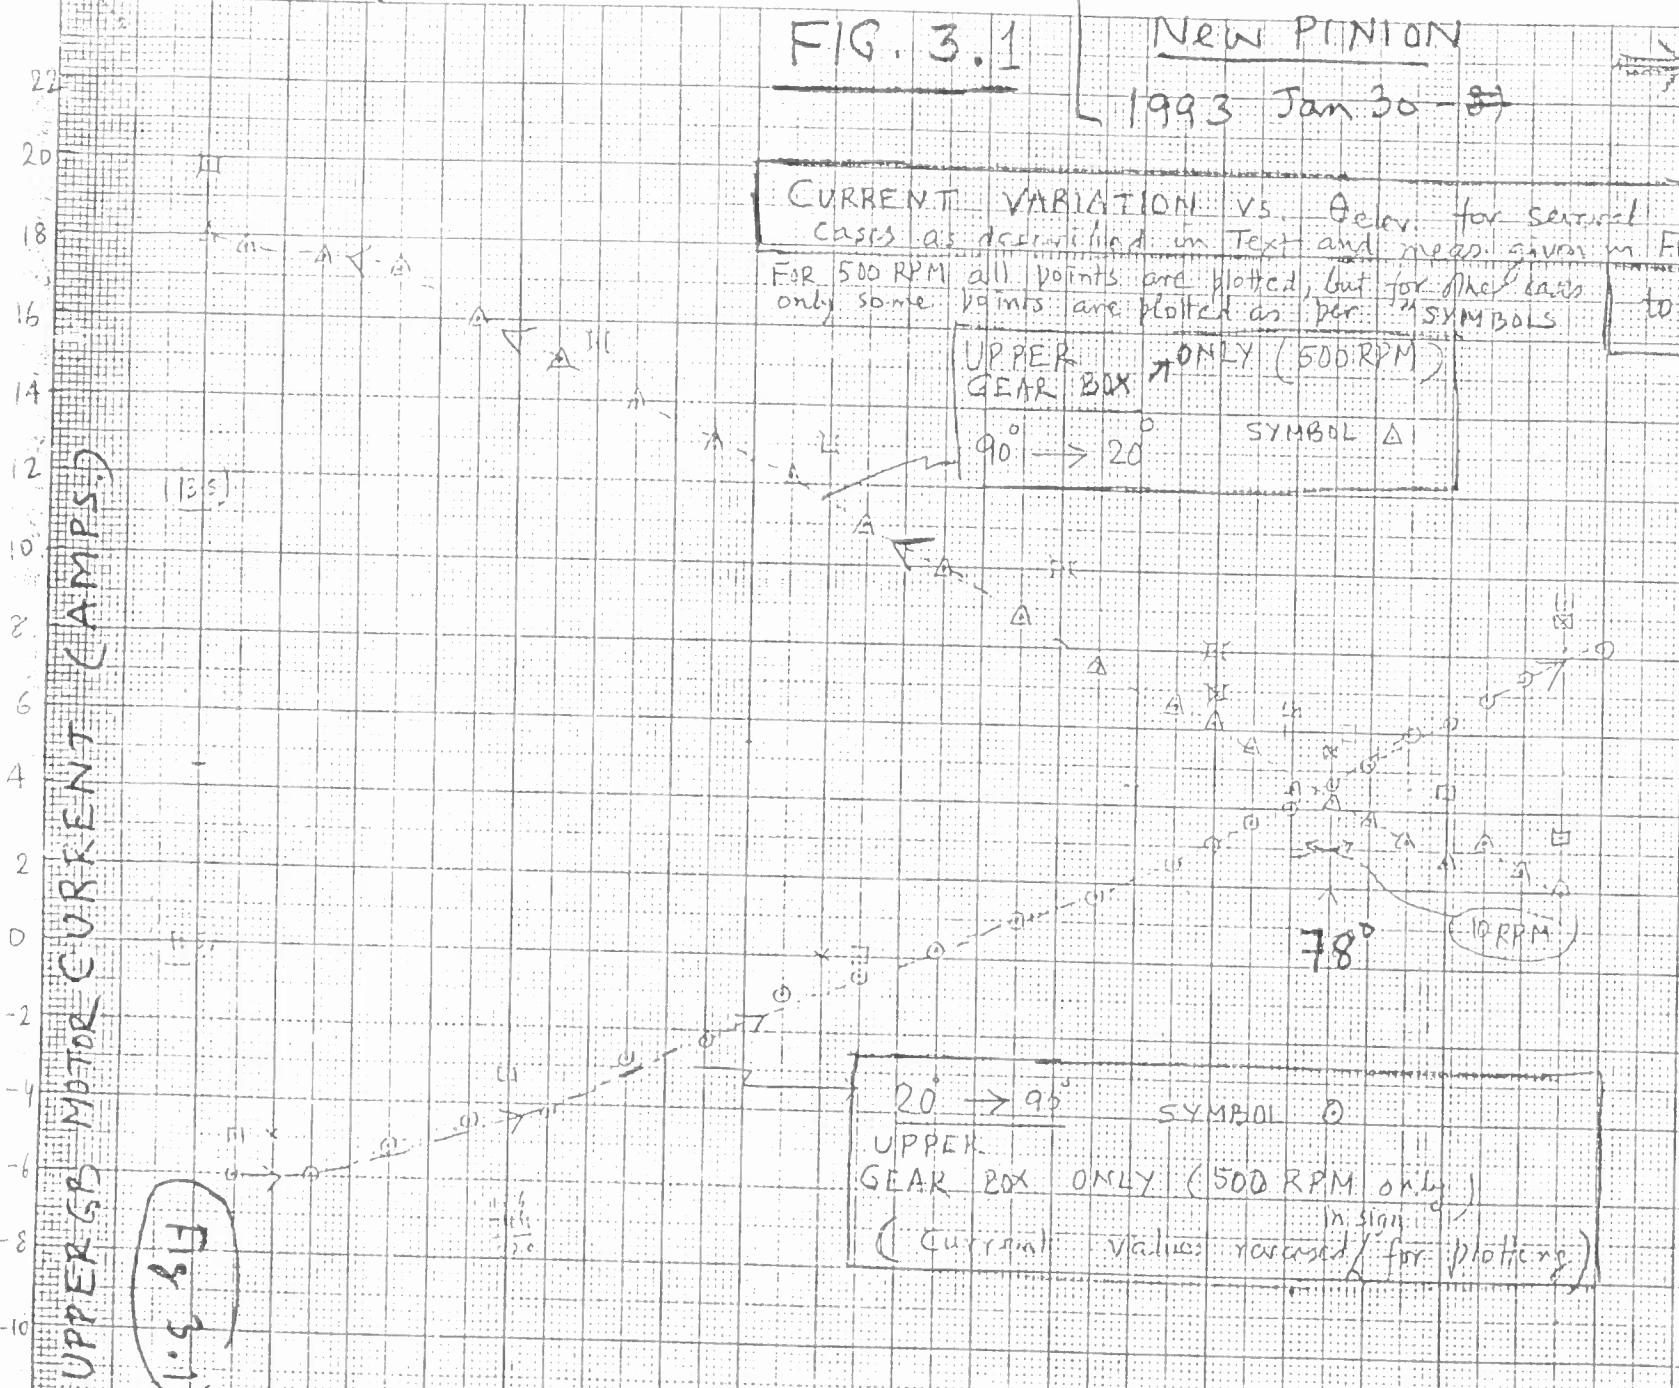 FIG. 3.1
New PINION
1993 Jan 30 -
CURRENT VARIATION VS. θelev. for several
cases as described in Text and meas. given in
FOR 500 RPM all points are plotted, but for other cases
only some points are plotted as per "SYMBOLS
to
UPPER
GEAR BOX ONLY (500 RPM)
90° → 20°
SYMBOL △
22
20
18
16
14
12
10
8
6
4
2
0
-2
-4
-6
-8
-10
UPPER GB MOTOR CURRENT (AMPS.)
(13.5)
78°
10 RPM
20° → 93°
SYMBOL ⊙
UPPER
GEAR BOX ONLY (500 RPM only)
in sign
(Current values reversed / for plotting)
Fig 3.1